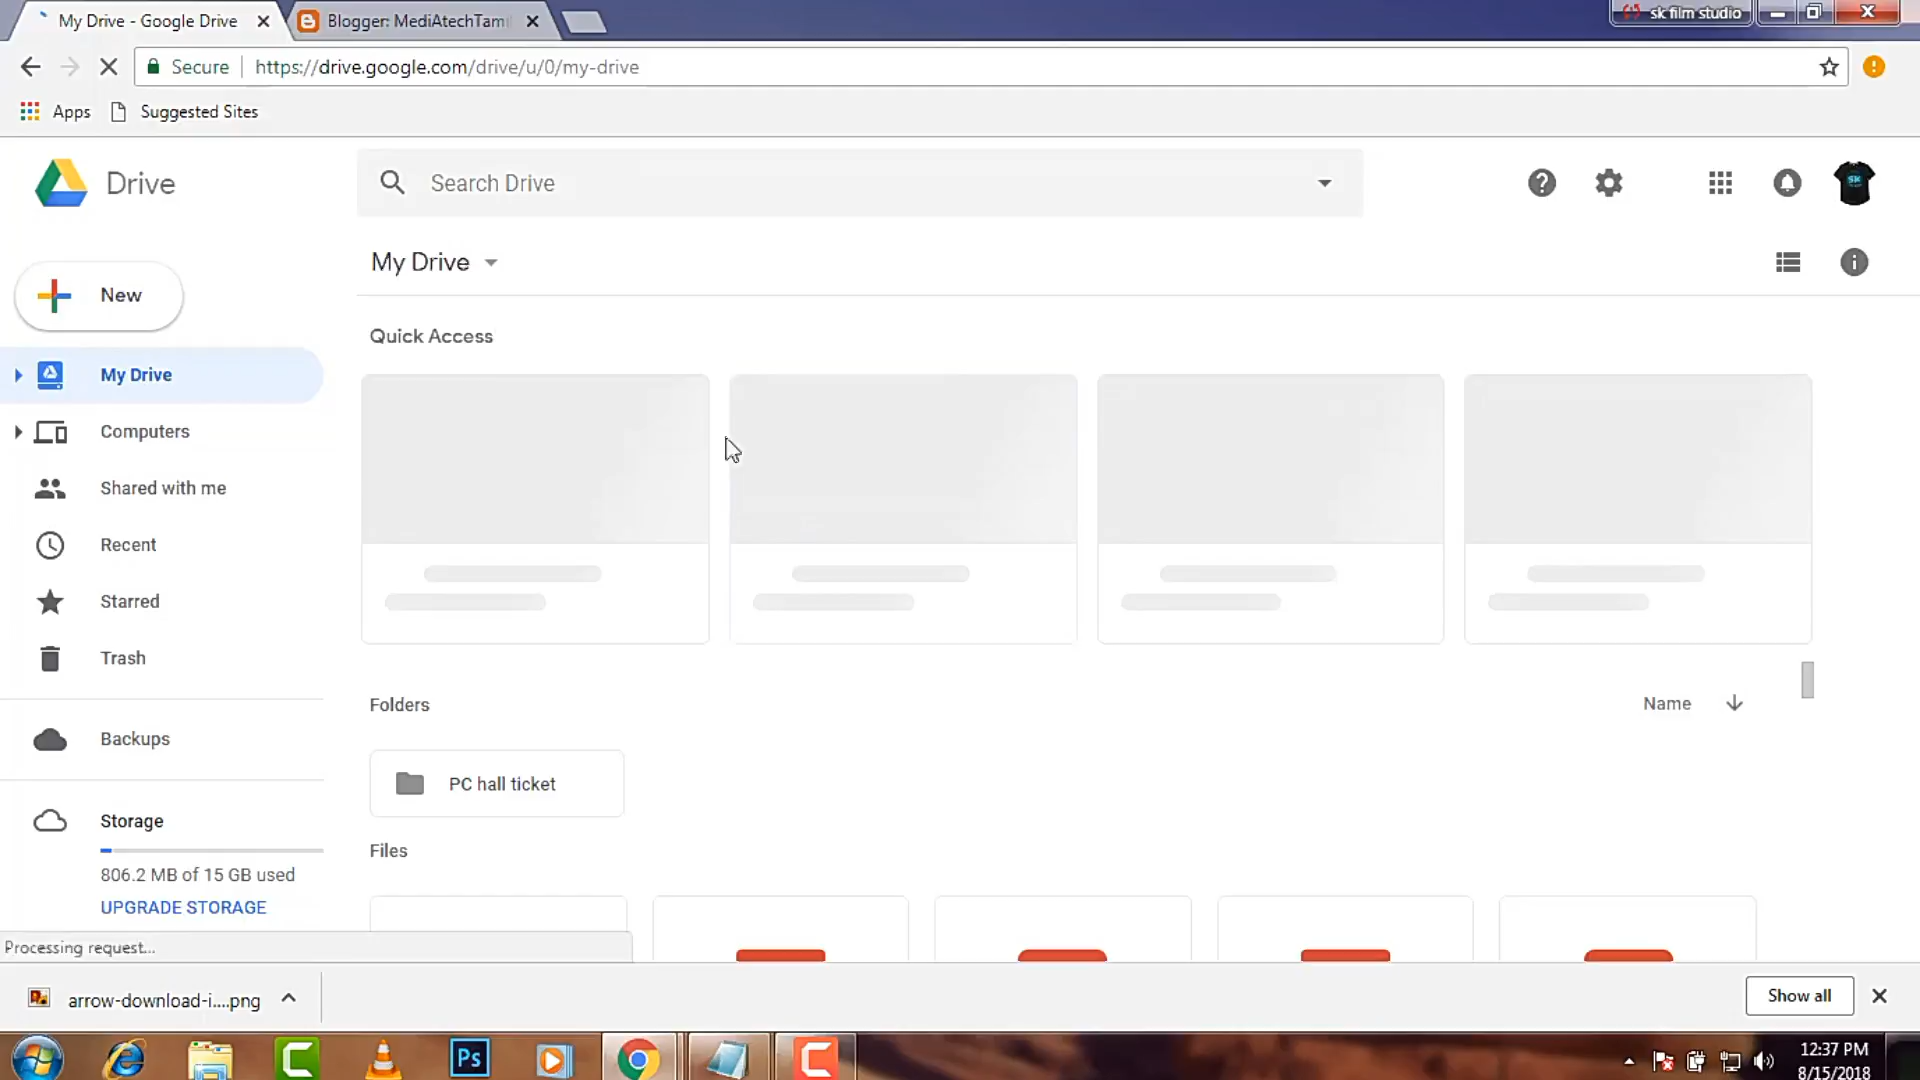 My Drive - Google Drive
Blogger: MediAtechTami
sk film studio
Secure
https://drive.google.com/drive/u/0/my-drive
Apps
Suggested Sites
Drive
Search Drive
My Drive
New
Quick Access
My Drive
Computers
Shared with me
Recent
Starred
Trash
Folders
Name
Backups
PC hall ticket
Storage
Files
806.2 MB of 15 GB used
UPGRADE STORAGE
Processing request...
arrow-download-i....png
Show all
Ps
12:37 PM
8/15/2018